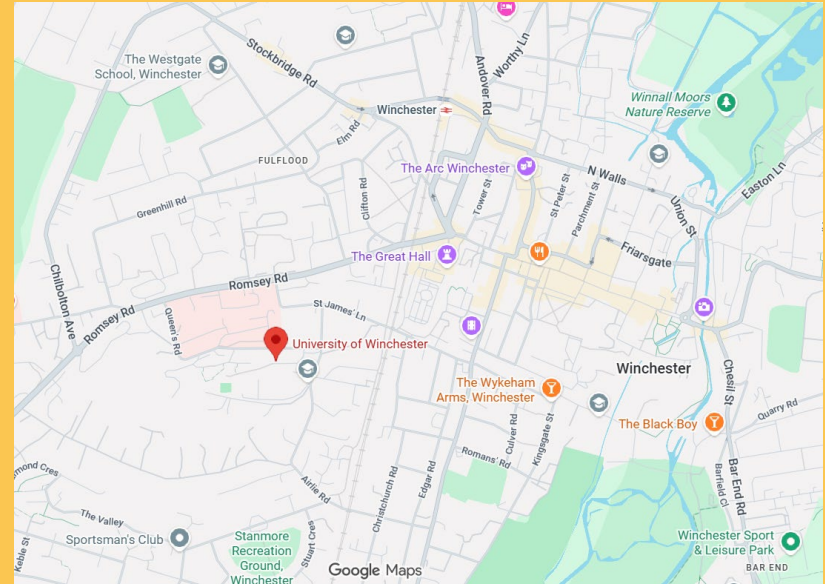 The Westgate
School, Winchester
Stockbridge Rd
Andover Rd
Worthy Ln
Winchester
Winnall Moors
Nature Reserve
Elm Rd
FULFLOOD
The Arc Winchester
N Walls
Easton Ln
Clifton Rd
Tower St
St Peter St
Parchment St
Union St
Greenhill Rd
Friarsgate
The Great Hall
Romsey Rd
Chilbolton Ave
Romsey Rd
Queen's Rd
St James' Ln
University of Winchester
Winchester
Chesil St
The Wykeham
Arms, Winchester
The Black Boy
Quarry Rd
Culver Rd
Kingsgate St
Romans' Rd
Bar End Rd
Barfield Cl
mond Cres
Airlie Rd
Christchurch Rd
Edgar Rd
The Valley
Sportsman's Club
Keble St
Stuart Cres
Stanmore
Recreation
Ground,
Winchester
Winchester Sport
& Leisure Park
BAR END
Google Maps